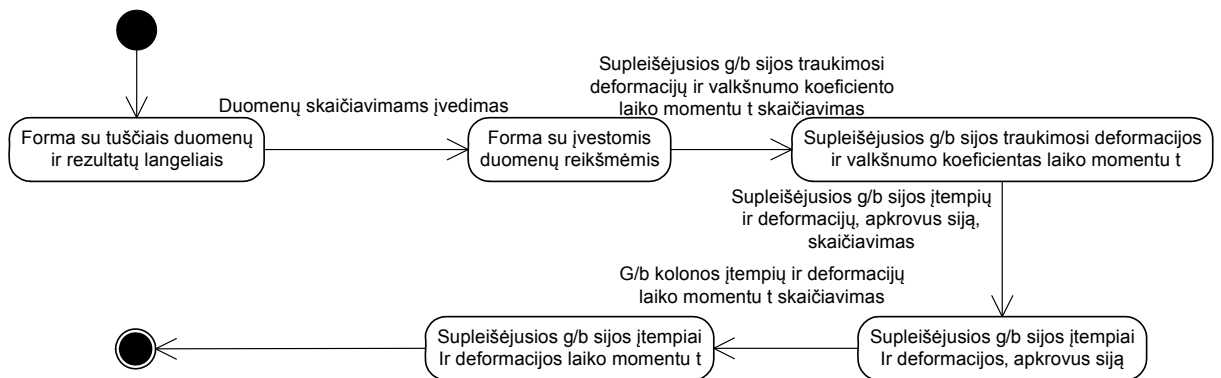 Duomenų skaičiavimams įvedimas
Supleišėjusios g/b sijos traukimosi
deformacijų ir valkšnumo koeficiento
laiko momentu t skaičiavimas
Forma su tuščiais duomenų
ir rezultatų langeliais
Forma su įvestomis
duomenų reikšmėmis
Supleišėjusios g/b sijos traukimosi deformacijos
ir valkšnumo koeficientas laiko momentu t
Supleišėjusios g/b sijos įtempių
ir deformacijų, apkrovus siją,
skaičiavimas
G/b kolonos įtempių ir deformacijų
laiko momentu t skaičiavimas
Supleišėjusios g/b sijos įtempiai
Ir deformacijos, apkrovus siją
Supleišėjusios g/b sijos įtempiai
Ir deformacijos laiko momentu t